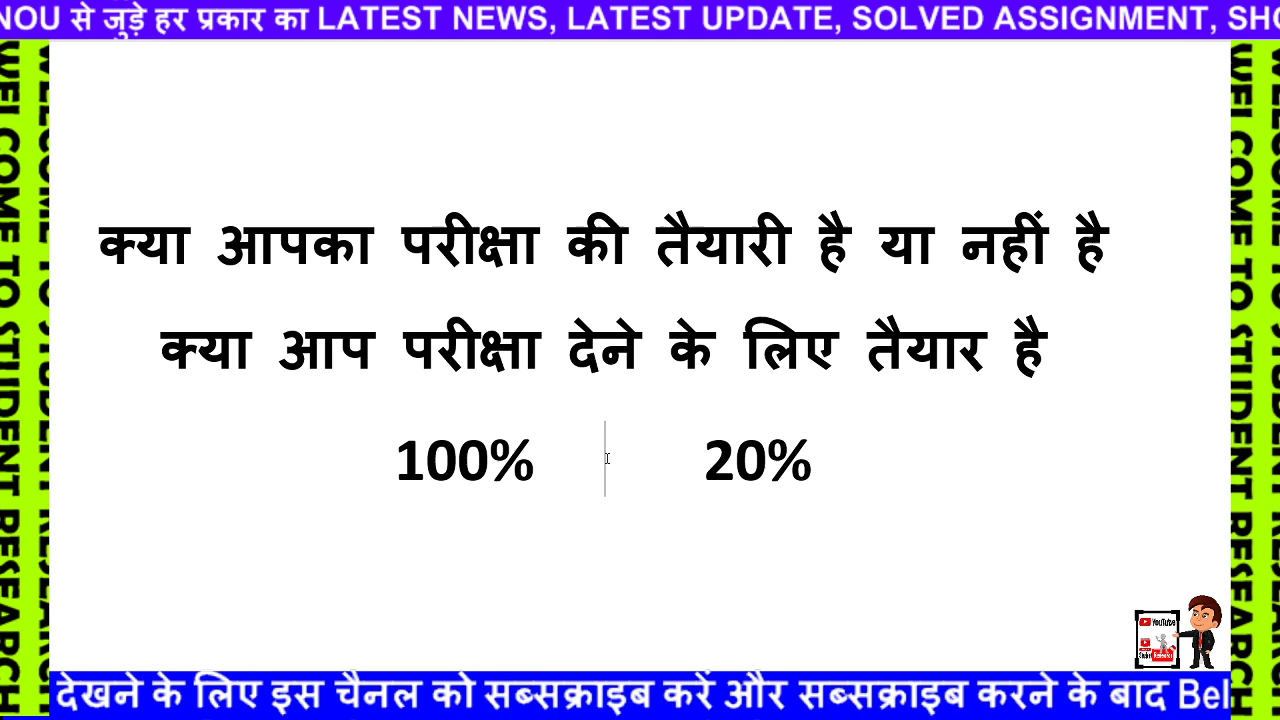 NOU से जुड़े हर प्रकार का LATEST NEWS, LATEST UPDATE, SOLVED ASSIGNMENT,
क्या आपका परीक्षा की तैयारी है या नहीं है
क्या आप परीक्षा देने के लिए तैयार है
100% 20%
YouTube
देखने के लिए इस चैनल को सब्सक्राइब करें और सब्सक्राइब करने के बाद Bel
WELCOME TO STUDENT RESEARCH
WELCOME TO STUDENT RESEARCH